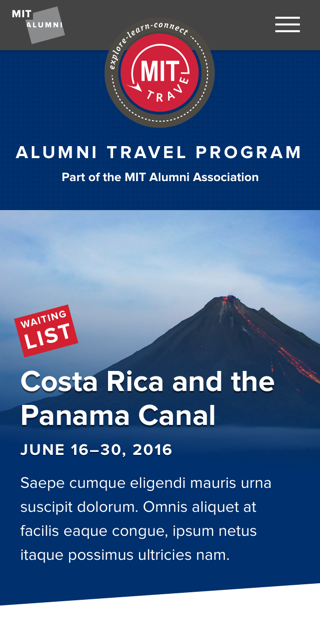 MIT
ALUMNI
explore-learn-connect
MIT
TRAVEL
ALUMNI TRAVEL PROGRAM
Part of the MIT Alumni Association
WAITING
LIST
Costa Rica and the
Panama Canal
JUNE 16–30, 2016
Saepe cumque eligendi mauris urna
suscipit dolorum. Omnis aliquet at
facilis eaque congue, ipsum netus
itaque possimus ultricies nam.